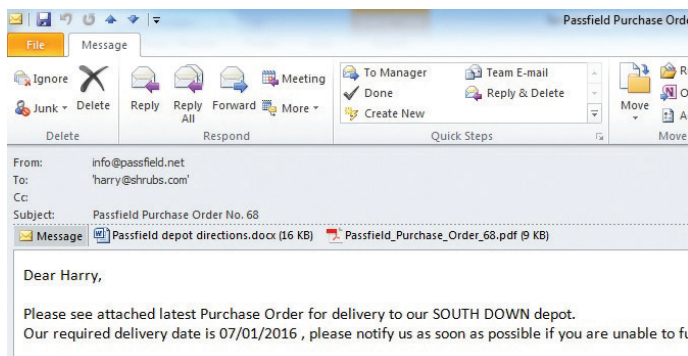 Passfield Purchase Orde
File Message
Ignore
Junk
Delete
Reply
Reply All
Forward
Meeting
More
To Manager
Done
Create New
Team E-mail
Reply & Delete
Move
R
O
A
Delete
Respond
Quick Steps
Move
From: info@passfield.net
To: 'harry@shrubs.com'
Cc:
Subject: Passfield Purchase Order No. 68
Message Passfield depot directions.docx (16 KB) Passfield_Purchase_Order_68.pdf (9 KB)
Dear Harry,
Please see attached latest Purchase Order for delivery to our SOUTH DOWN depot.
Our required delivery date is 07/01/2016 , please notify us as soon as possible if you are unable to fu